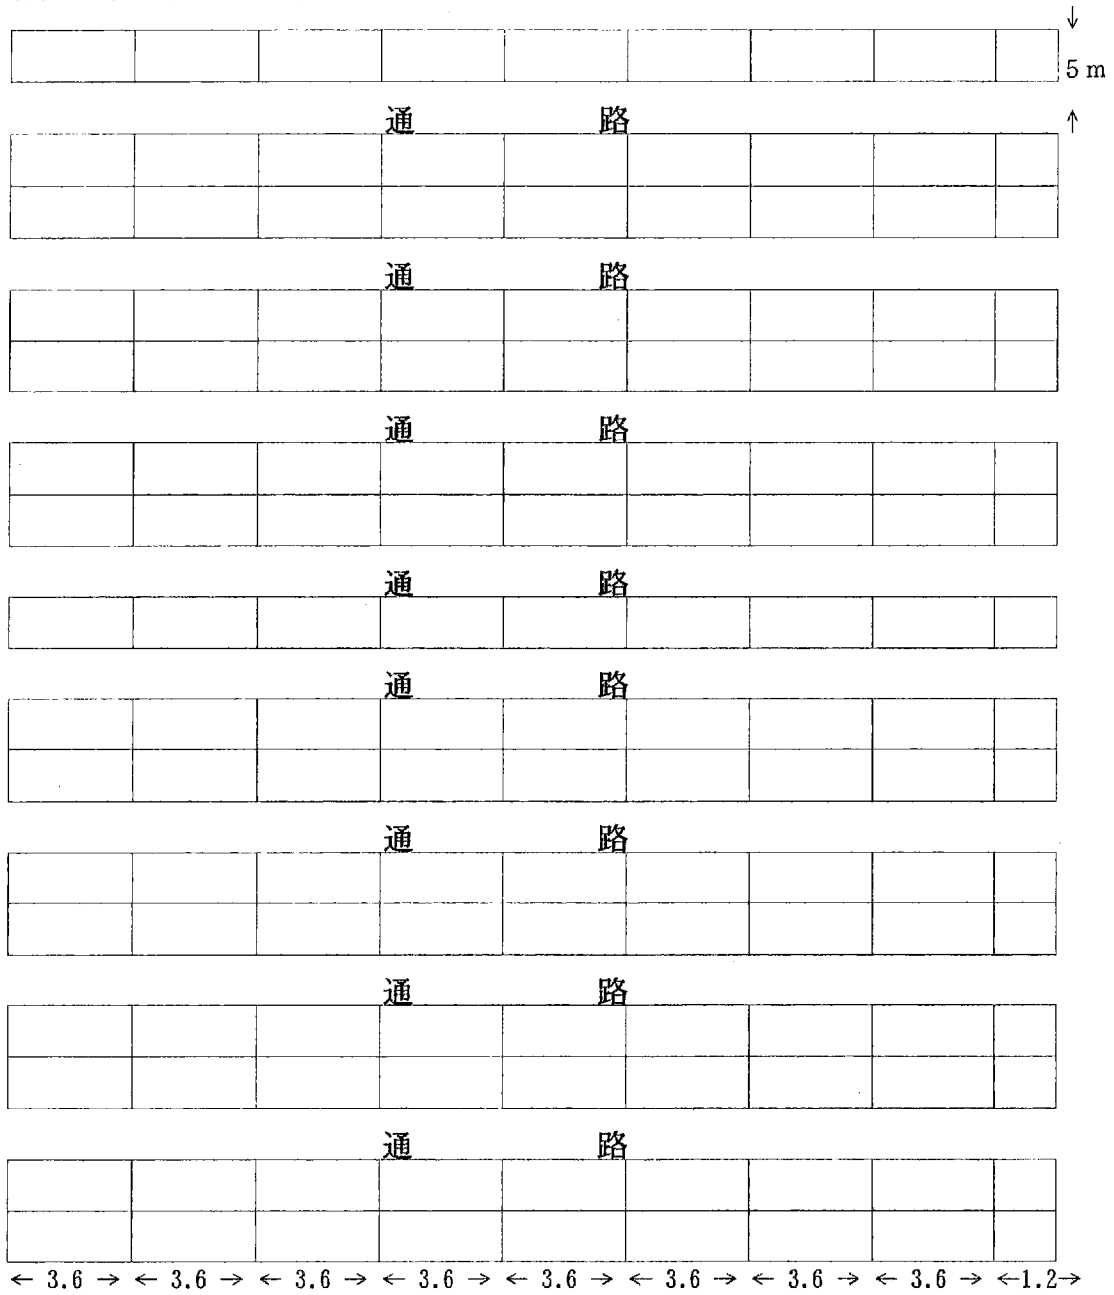 5 m
通 路
通 路
通 路
通 路
通 路
通 路
通 路
通 路
← 3.6 → ← 3.6 → ← 3.6 → ← 3.6 → ← 3.6 → ← 3.6 → ← 3.6 → ← 3.6 → ←1.2→